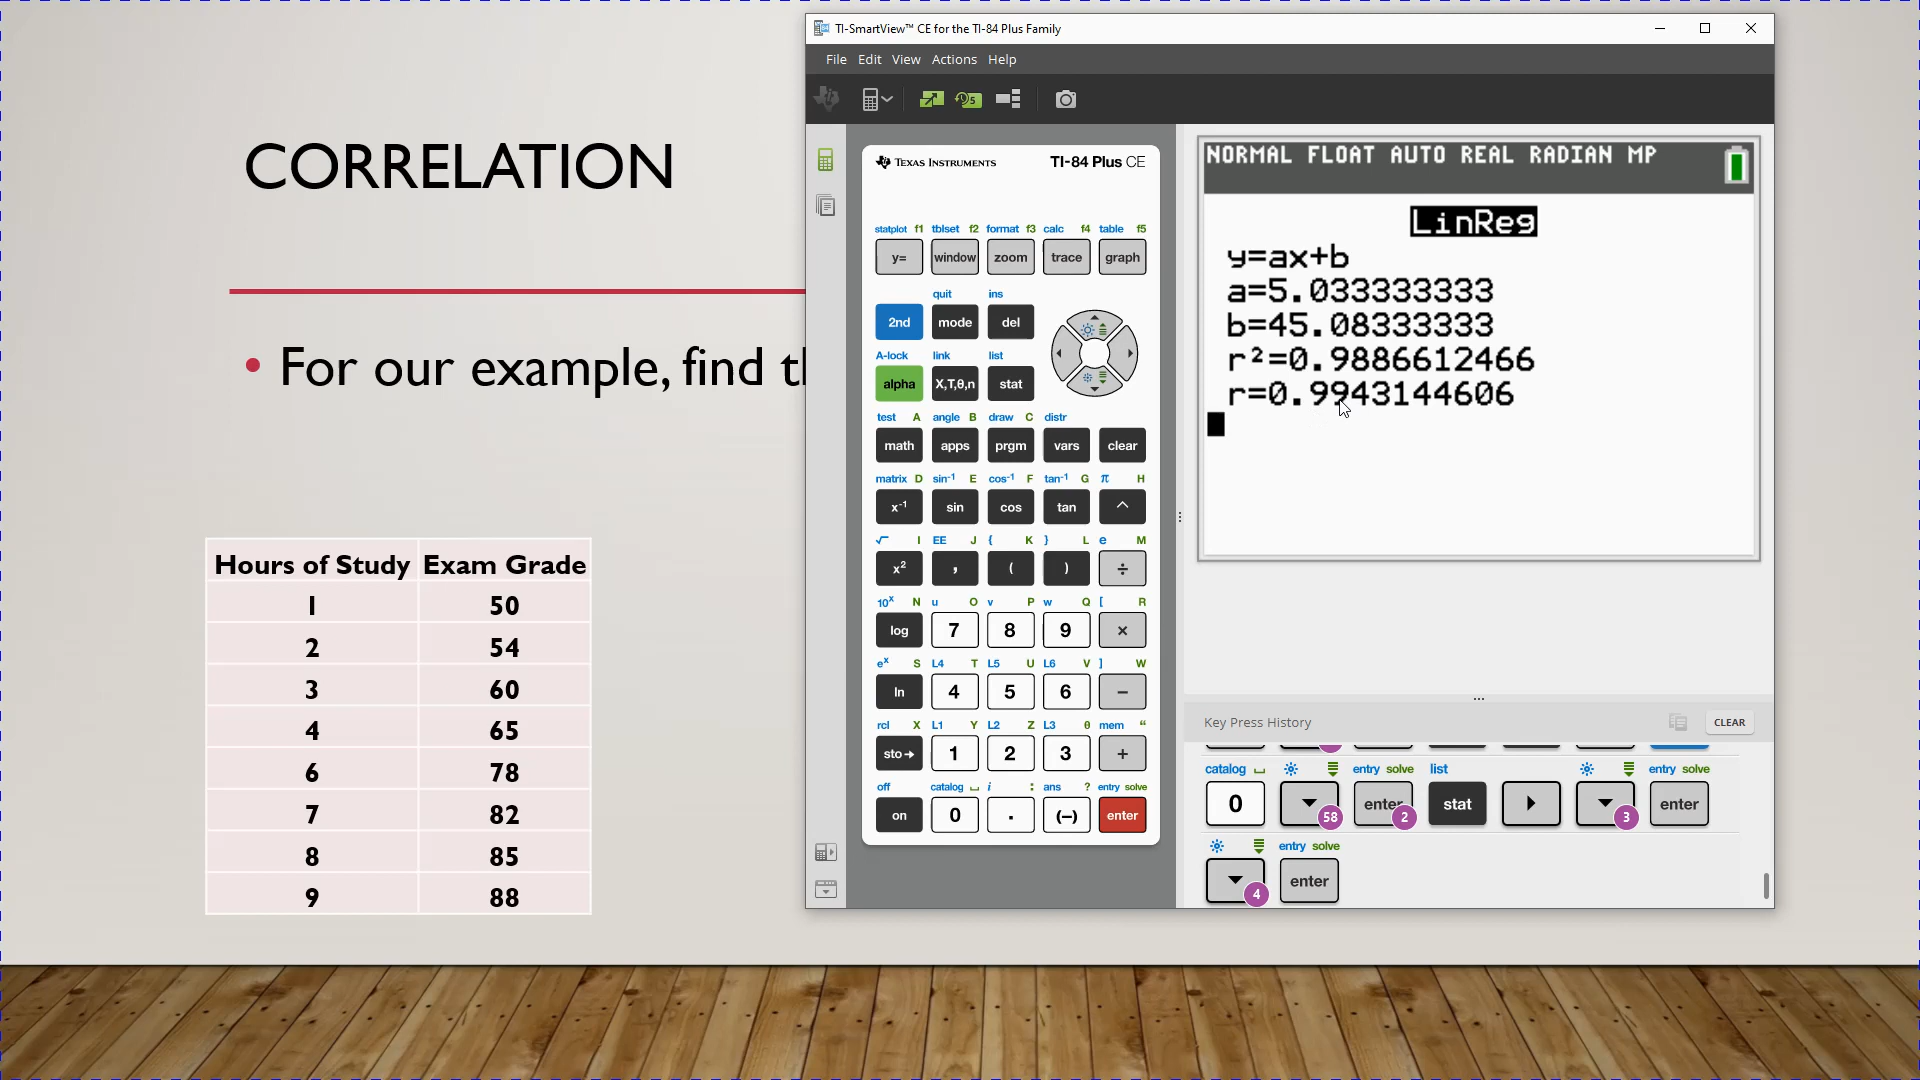 TI-SmartView™ CE for the TI-84 Plus Family
File Edit View Actions Help
CORRELATION
• For our example, find th
Hours of Study Exam Grade
1 50
2 54
3 60
4 65
6 78
7 82
8 85
9 88
TEXAS INSTRUMENTS TI-84 Plus CE
statplot f1 tblset f2 format f3 calc f4 table f5
y= window zoom trace graph
quit ins
2nd mode del
A-lock link list
alpha X,T,θ,n stat
test A angle B draw C distr
math apps prgm vars clear
matrix D sin⁻¹ E cos⁻¹ F tan⁻¹ G π H
x⁻¹ sin cos tan ^
√ I EE J { K } L e M
x² , ( ) ÷
10ˣ N u O v P w Q [ R
log 7 8 9 ×
eˣ S L4 T L5 U L6 V ] W
ln 4 5 6 −
rcl X L1 Y L2 Z L3 θ mem “
sto→ 1 2 3 +
off catalog ⎵ i : ans ? entry solve
on 0 . (−) enter
NORMAL FLOAT AUTO REAL RADIAN MP
LinReg
y=ax+b
a=5.033333333
b=45.08333333
r²=0.9886612466
r=0.9943144606
Key Press History CLEAR
catalog ⎵ entry solve list entry solve
0 58 enter 2 stat 3 enter
entry solve
4 enter